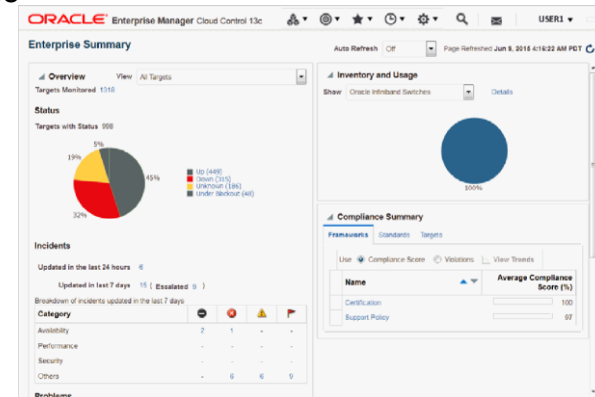 ORACLE Enterprise Manager Cloud Control 13c
USER1
Enterprise Summary
Auto Refresh Off
Page Refreshed Jun 9, 2015 4:16:22 AM PDT
Overview
View All Targets
Targets Monitored 1318
Status
Targets with Status 998
5%
19%
45%
32%
Up (449)
Down (315)
Unknown (186)
Under Blackout (48)
Incidents
Updated in the last 24 hours 6
Updated in last 7 days 15 ( Escalated 0 )
Breakdown of incidents updated in the last 7 days
Category
Availability 2 1 - -
Performance - - - -
Security - - - -
Others - 6 6 9
Problems
Inventory and Usage
Show Oracle Infiniband Switches
Details
100%
Compliance Summary
Frameworks Standards Targets
Use Compliance Score Violations View Trends
Name
Average Compliance
Score (%)
Certification 100
Support Policy 97